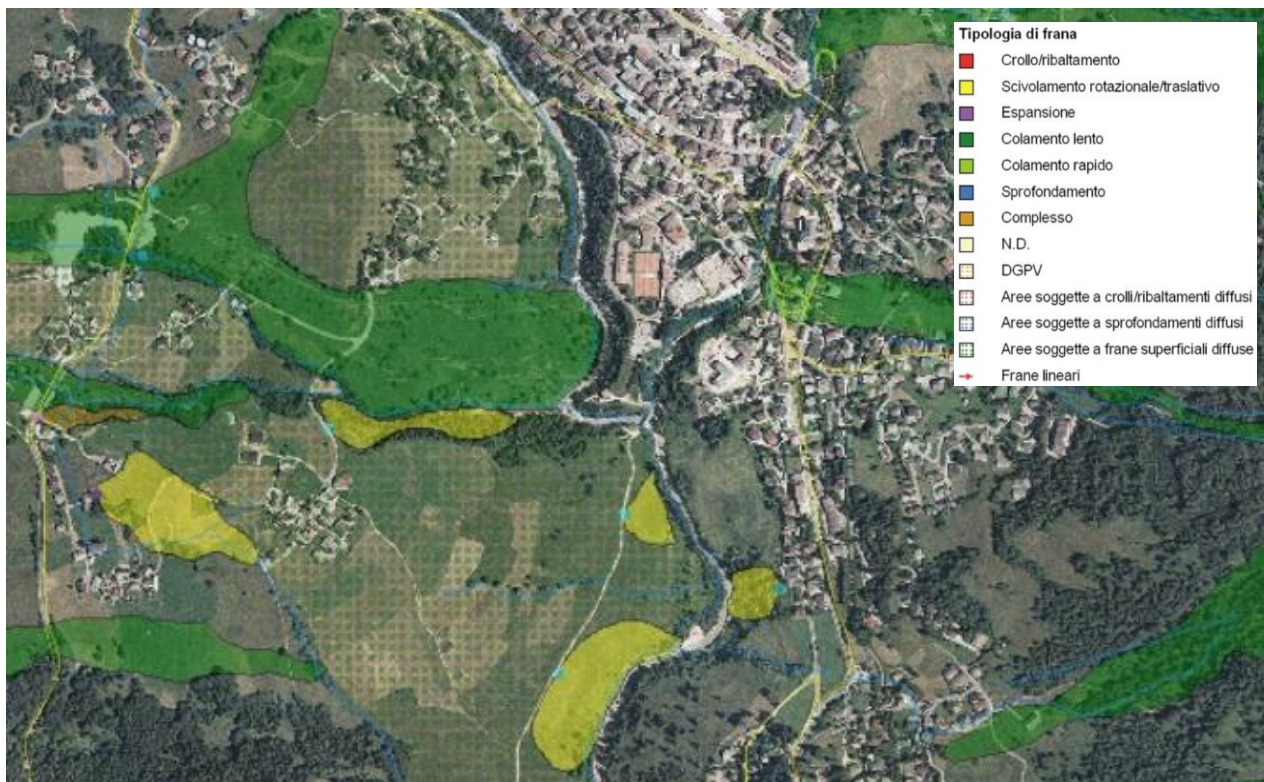 Tipologia di frana
Crollo/ribaltamento
Scivolamento rotazionale/traslativo
Espansione
Colamento lento
Colamento rapido
Sprofondamento
Complesso
N.D.
DGPV
Aree soggette a crolli/ribaltamenti diffusi
Aree soggette a sprofondamenti diffusi
Aree soggette a frane superficiali diffuse
Frane lineari